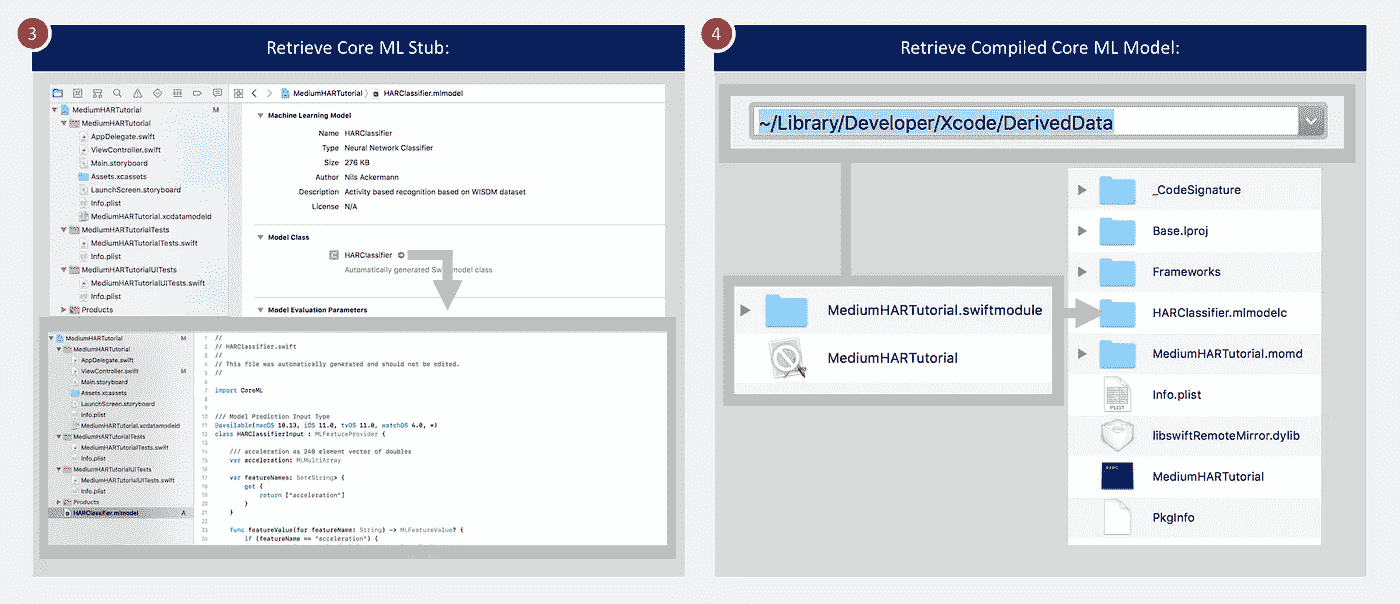 3
Retrieve Core ML Stub:
MediumHARTutorial
M
MediumHARTutorial
AppDelegate.swift
ViewController.swift
Main.storyboard
Assets.xcassets
LaunchScreen.storyboard
Info.plist
MediumHARTutorial.xcdatamodeld
MediumHARTutorialTests
MediumHARTutorialTests.swift
Info.plist
MediumHARTutorialUITests
MediumHARTutorialUITests.swift
Info.plist
Products
MediumHARTutorial
HARClassifier.mlmodel
Machine Learning Model
Name HARClassifier
Type Neural Network Classifier
Size 276 KB
Author Nils Ackermann
Description Activity based recognition based on WISDM dataset
License N/A
Model Class
C HARClassifier
Automatically generated Sw model class
Model Evaluation Parameters
MediumHARTutorial M
MediumHARTutorial
AppDelegate.swift
ViewController.swift M
Main.storyboard
Assets.xcassets
LaunchScreen.storyboard
Info.plist
MediumHARTutorial.xcdatamodeld
MediumHARTutorialTests
MediumHARTutorialTests.swift
Info.plist
MediumHARTutorialUITests
MediumHARTutorialUITests.swift
Info.plist
Products
HARClassifier.mlmodel A
1 //
2 // HARClassifier.swift
3 //
4 // This file was automatically generated and should not be edited.
5 //
6
7 import CoreML
8
9
10 /// Model Prediction Input Type
11 @available(macOS 10.13, iOS 11.0, tvOS 11.0, watchOS 4.0, *)
12 class HARClassifierInput : MLFeatureProvider {
13
14 /// acceleration as 240 element vector of doubles
15 var acceleration: MLMultiArray
16
17 var featureNames: Set<String> {
18 get {
19 return ["acceleration"]
20 }
21 }
22
23 func featureValue(for featureName: String) -> MLFeatureValue? {
24 if (featureName == "acceleration") {
4
Retrieve Compiled Core ML Model:
~/Library/Developer/Xcode/DerivedData
MediumHARTutorial.swiftmodule
MediumHARTutorial
_CodeSignature
Base.lproj
Frameworks
HARClassifier.mlmodelc
MediumHARTutorial.momd
PLIST
Info.plist
libswiftRemoteMirror.dylib
MediumHARTutorial
PkgInfo